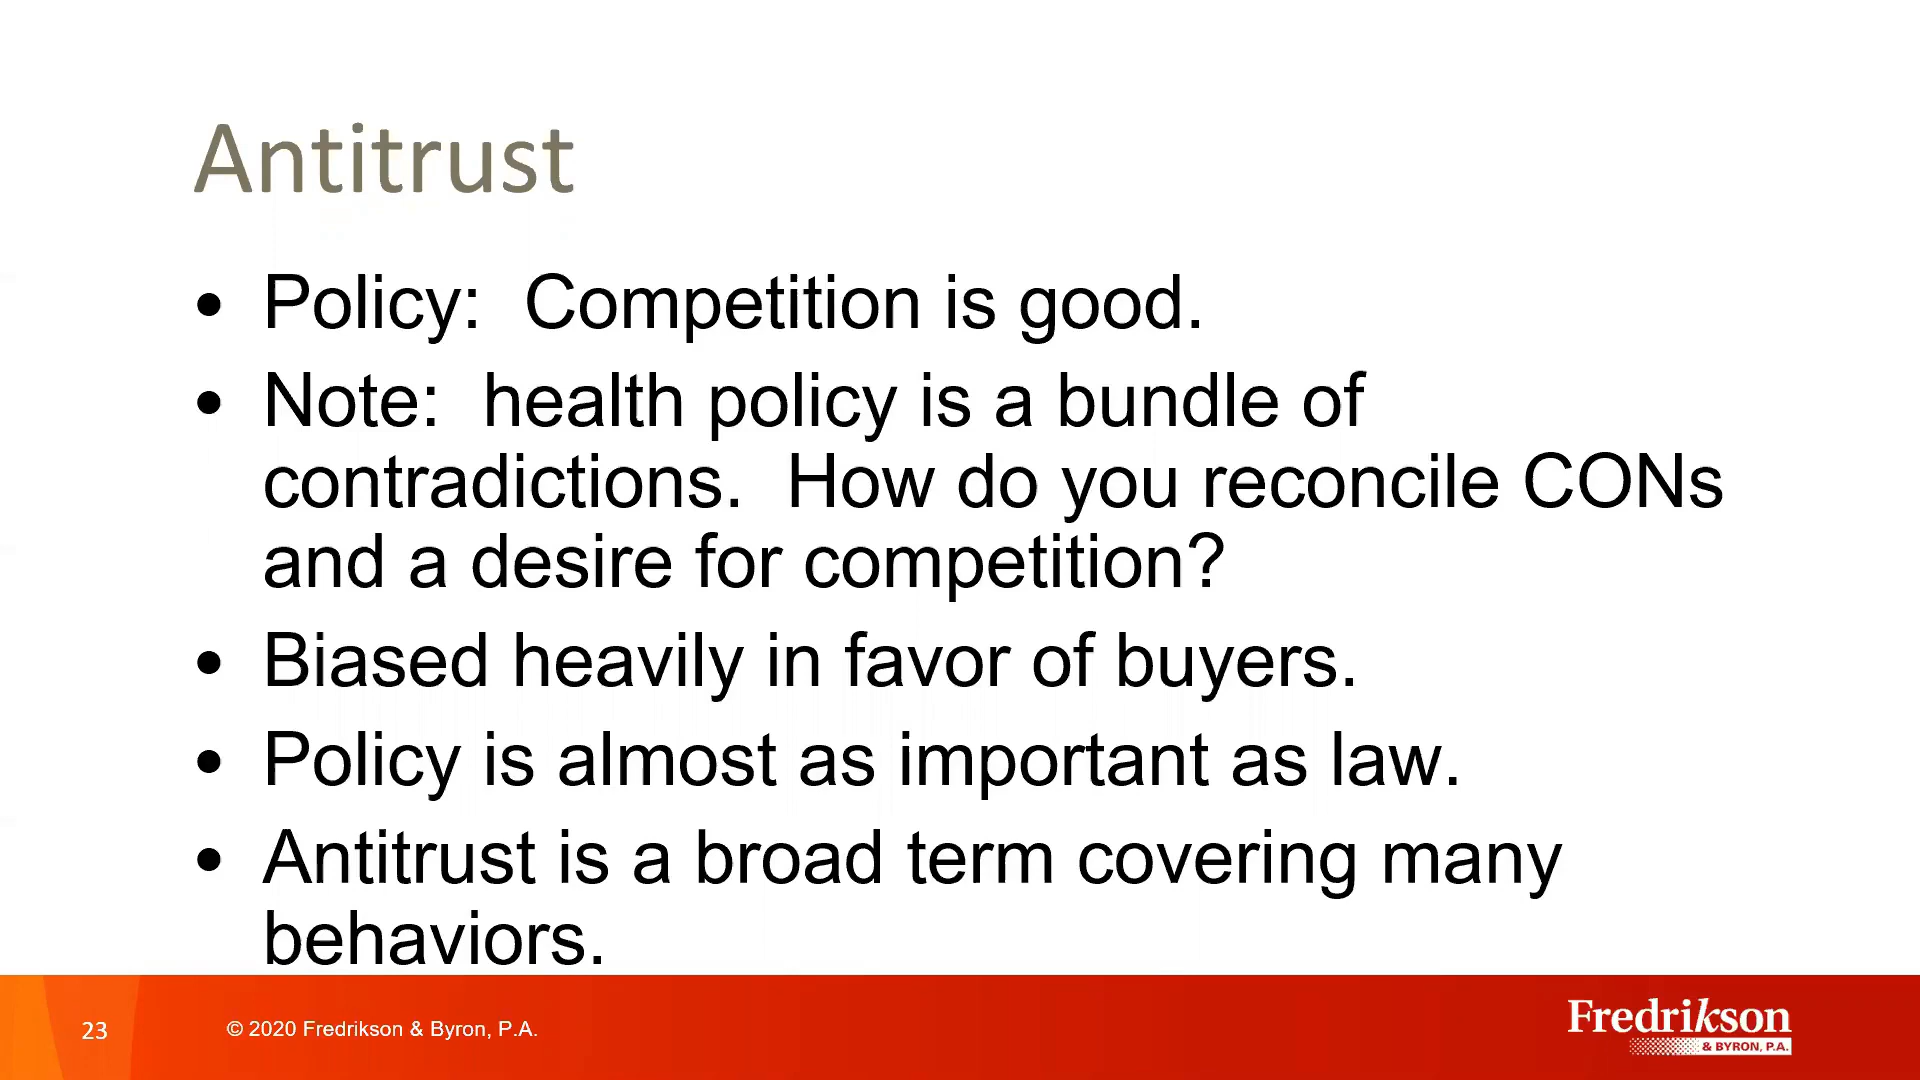 Antitrust
• Policy:  Competition is good.
• Note:  health policy is a bundle of
contradictions.  How do you reconcile CONs
and a desire for competition?
• Biased heavily in favor of buyers.
• Policy is almost as important as law.
• Antitrust is a broad term covering many
behaviors.
23
© 2020 Fredrikson & Byron, P.A.
Fredrikson
& BYRON, P.A.